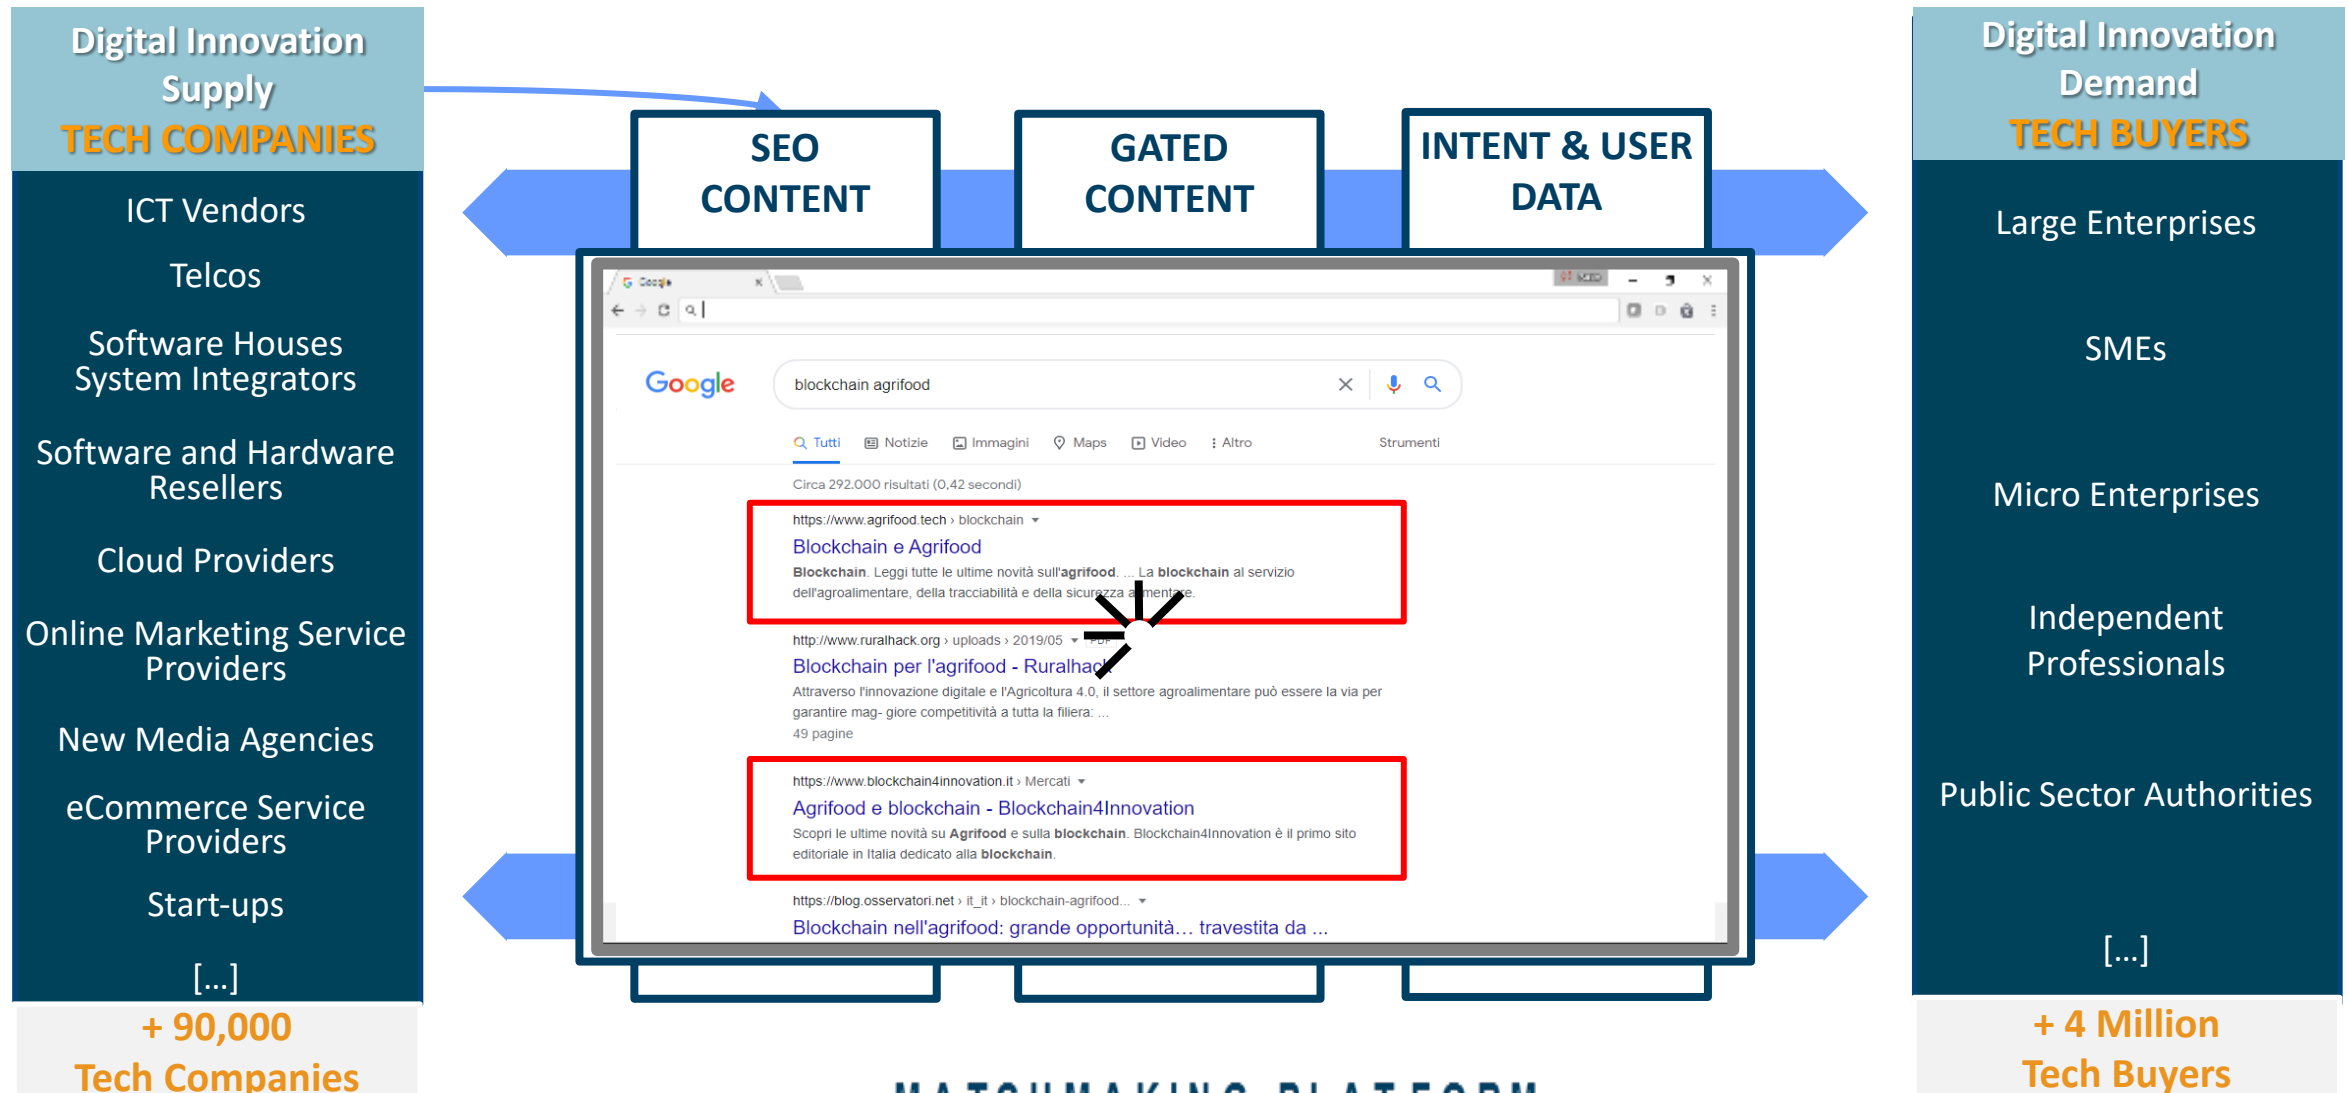 Digital Innovation
Supply
TECH COMPANIES
ICT Vendors
Telcos
Software Houses
System Integrators
Software and Hardware
Resellers
Cloud Providers
Online Marketing Service
Providers
New Media Agencies
eCommerce Service
Providers
Start-ups
[...]
+ 90,000
Tech Companies
SEO
CONTENT
GATED
CONTENT
INTENT & USER
DATA
Google
Google
blockchain agrifood
Tutti Notizie Immagini Maps Video Altro Strumenti
Circa 292.000 risultati (0,42 secondi)
https://www.agrifood.tech › blockchain
Blockchain e Agrifood
Blockchain. Leggi tutte le ultime novità sull'agrifood. ... La blockchain al servizio
dell'agroalimentare, della tracciabilità e della sicurezza alimentare.
http://www.ruralhack.org › uploads › 2019/05 PDF
Blockchain per l'agrifood - Ruralhack
Attraverso l'innovazione digitale e l'Agricoltura 4.0, il settore agroalimentare può essere la via per
garantire mag- giore competitività a tutta la filiera: ...
49 pagine
https://www.blockchain4innovation.it › Mercati
Agrifood e blockchain - Blockchain4Innovation
Scopri le ultime novità su Agrifood e sulla blockchain. Blockchain4Innovation è il primo sito
editoriale in Italia dedicato alla blockchain.
https://blog.osservatori.net › it_it › blockchain-agrifood...
Blockchain nell'agrifood: grande opportunità… travestita da ...
MATCHMAKING PLATFORM
Digital Innovation
Demand
TECH BUYERS
Large Enterprises
SMEs
Micro Enterprises
Independent
Professionals
Public Sector Authorities
[...]
+ 4 Million
Tech Buyers